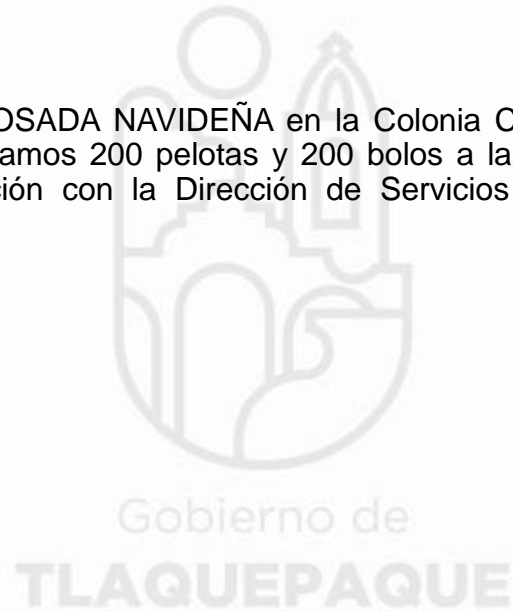 OSADA NAVIDEÑA en la Colonia C
amos 200 pelotas y 200 bolos a la
ción con la Dirección de Servicios
Gobierno de
TLAQUEPAQUE